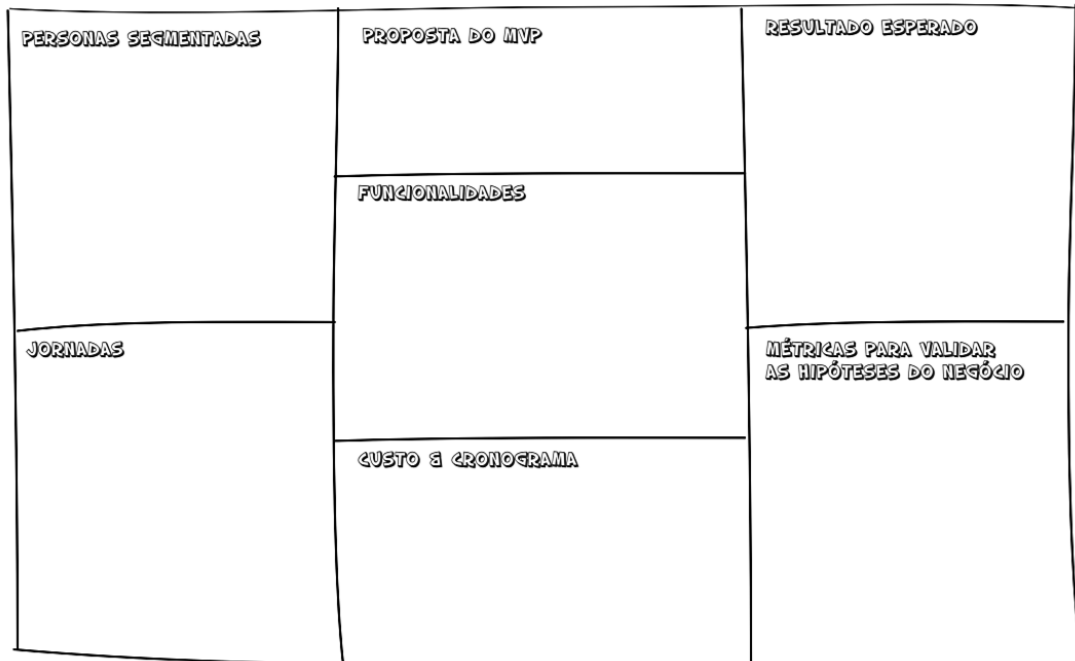 PERSONAS SEGMENTADAS
PROPOSTA DO MVP
RESULTADO ESPERADO
FUNCIONALIDADES
JORNADAS
MÉTRICAS PARA VALIDAR
AS HIPÓTESES DO NEGÓCIO
CUSTO & CRONOGRAMA